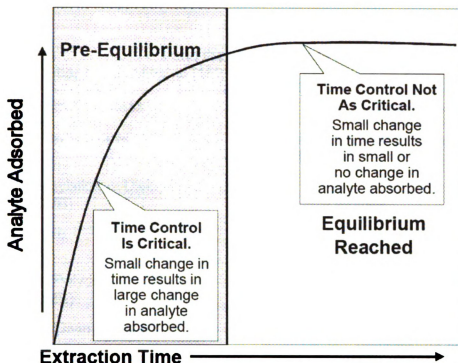 Pre-Equilibrium
Analyte Adsorbed
Time Control Not
As Critical.
Small change
in time results
in small or
no change in
analyte absorbed.
Time Control
Is Critical.
Small change in
time results in
large change
in analyte
absorbed.
Equilibrium
Reached
Extraction Time